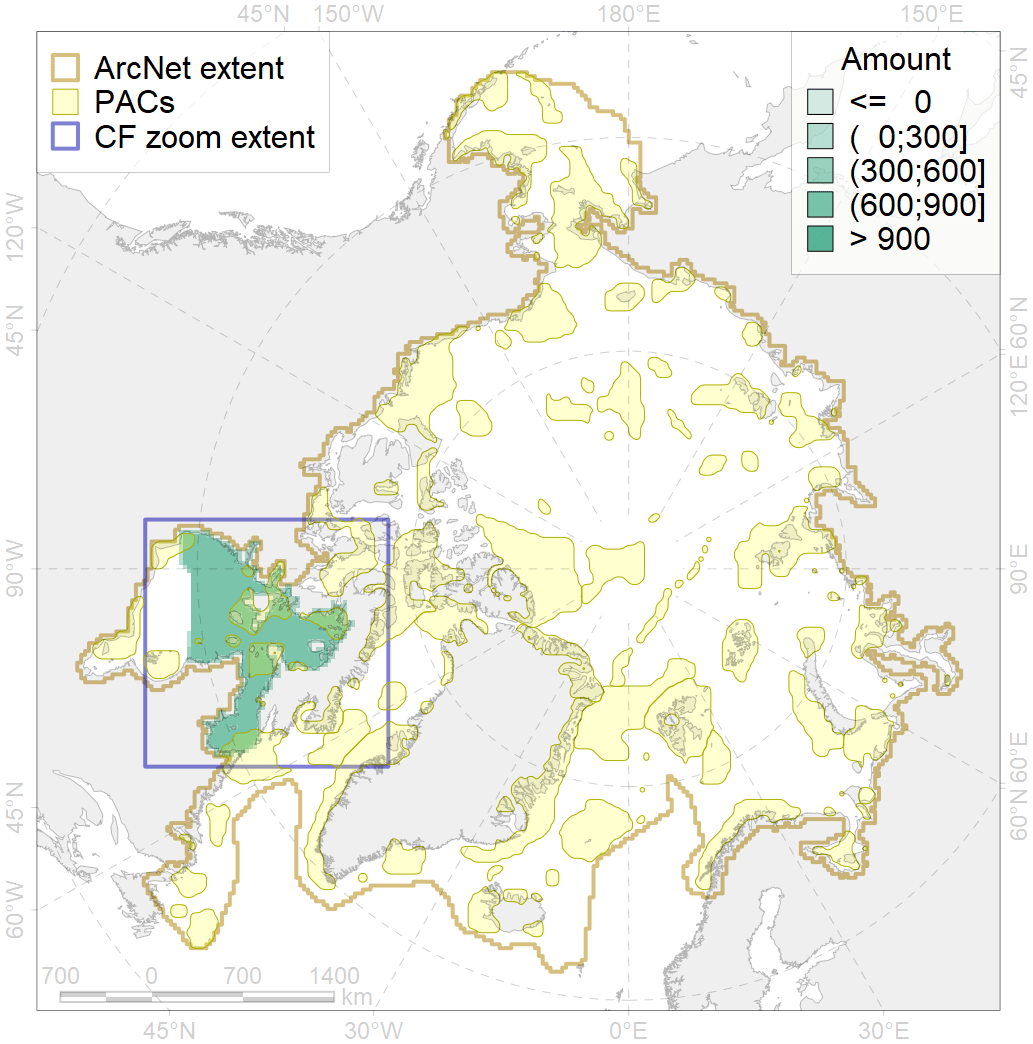 45°N 150°W 180°E 150°E
ArcNet extent
PACs
CF zoom extent
Amount
<= 0
( 0;300]
(300;600]
(600;900]
> 900
120°W
45°N
90°W
45°N
60°W
45°N
60°N
120°E
90°E
60°E
60°N
700 0 700 1400
km
45°N 30°W 0°E 30°E